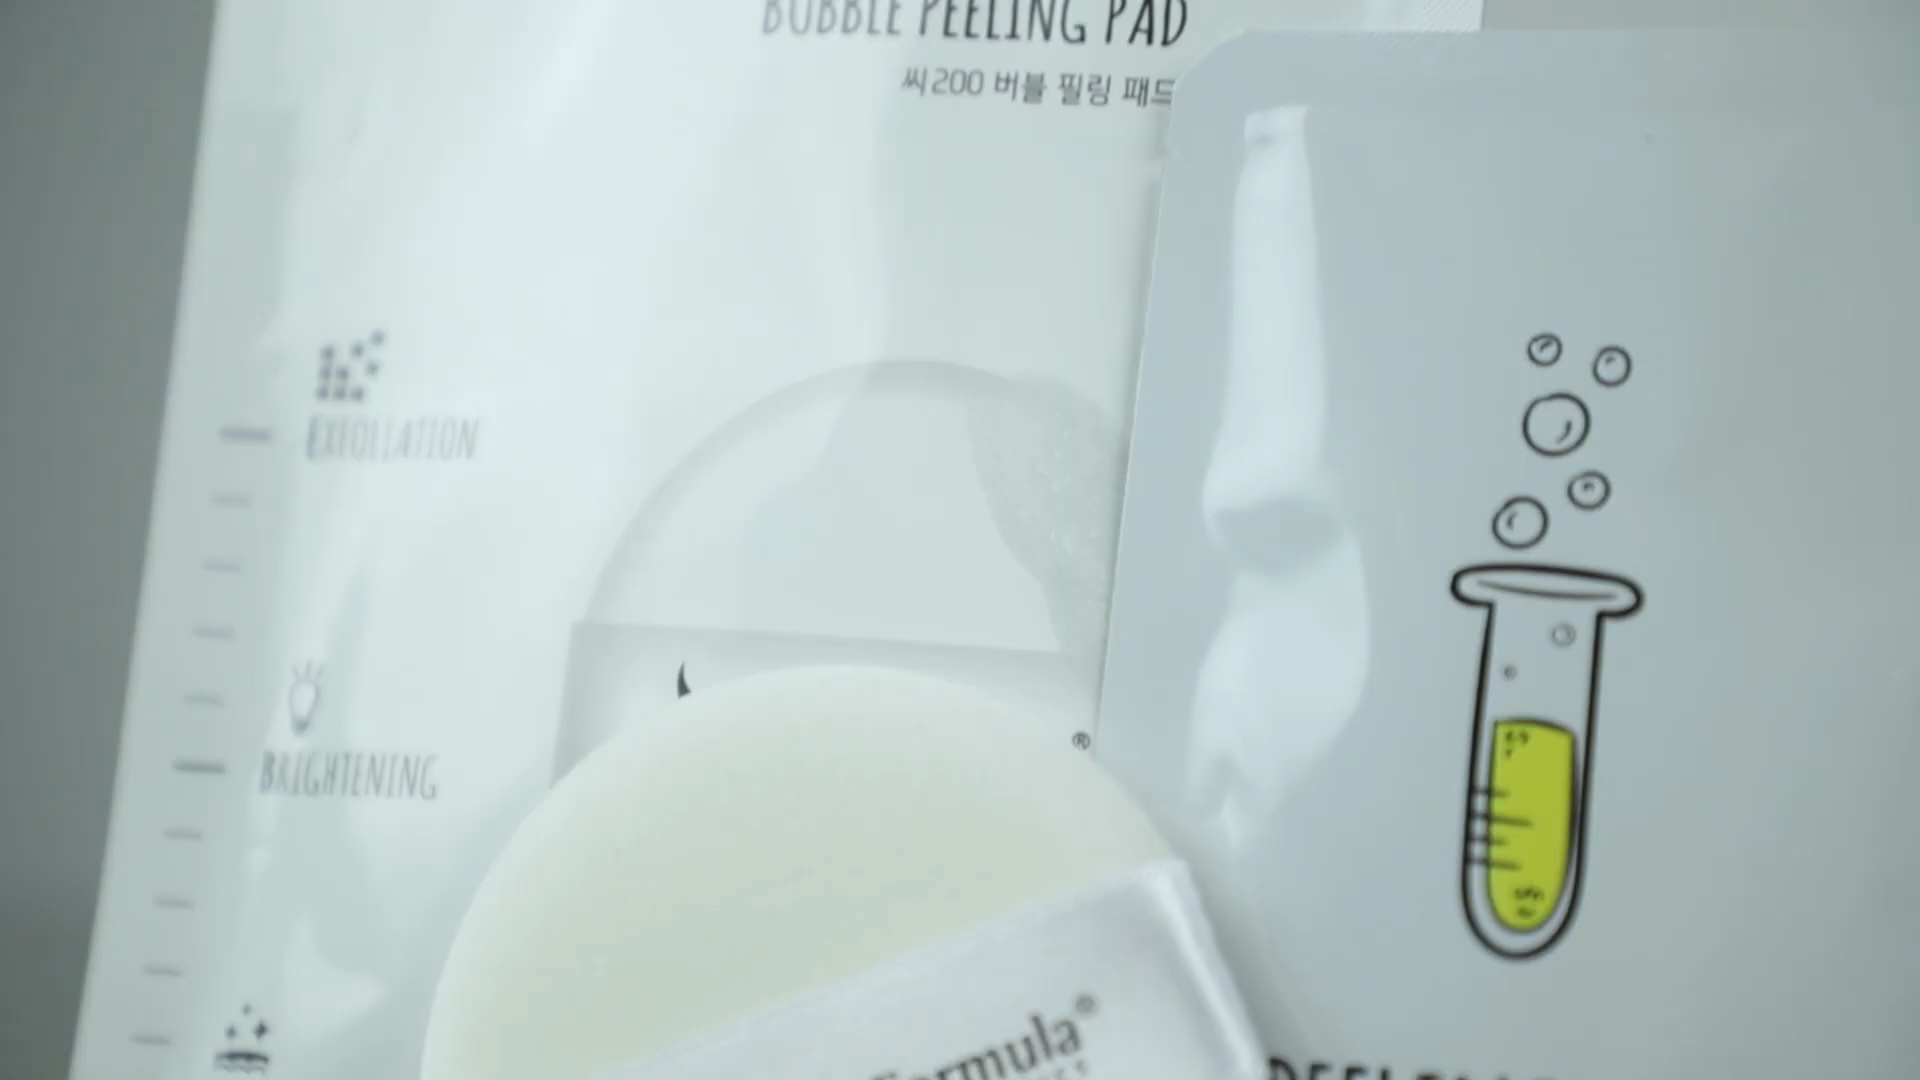 BUBBLE PEELING PAD
씨200 버블 필링 패드
EXFOLIATION
BRIGHTENING
®
Formula®